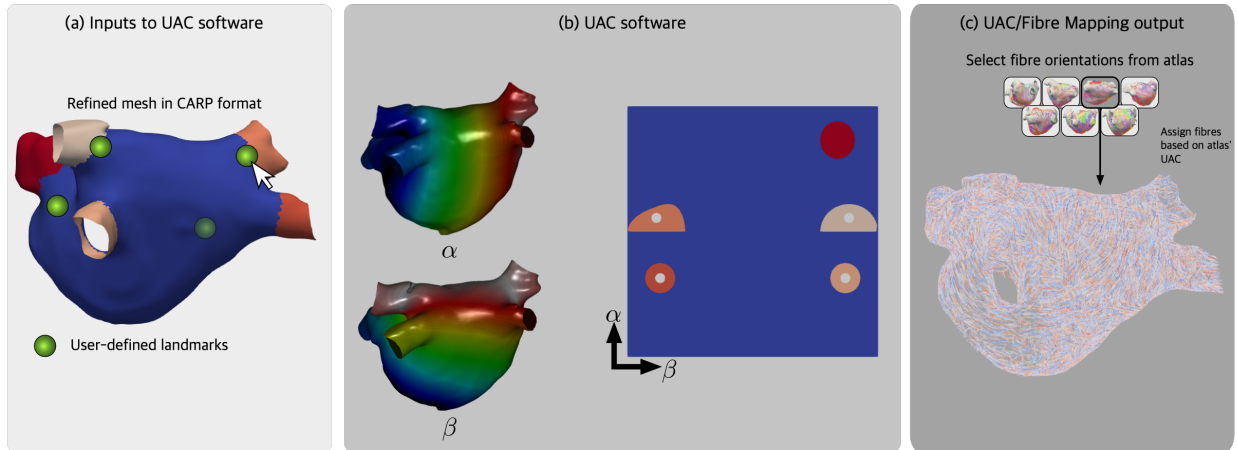 (a) Inputs to UAC software
Refined mesh in CARP format
User-defined landmarks
(b) UAC software
α
β
α
β
(c) UAC/Fibre Mapping output
Select fibre orientations from atlas
Assign fibres
based on atlas'
UAC